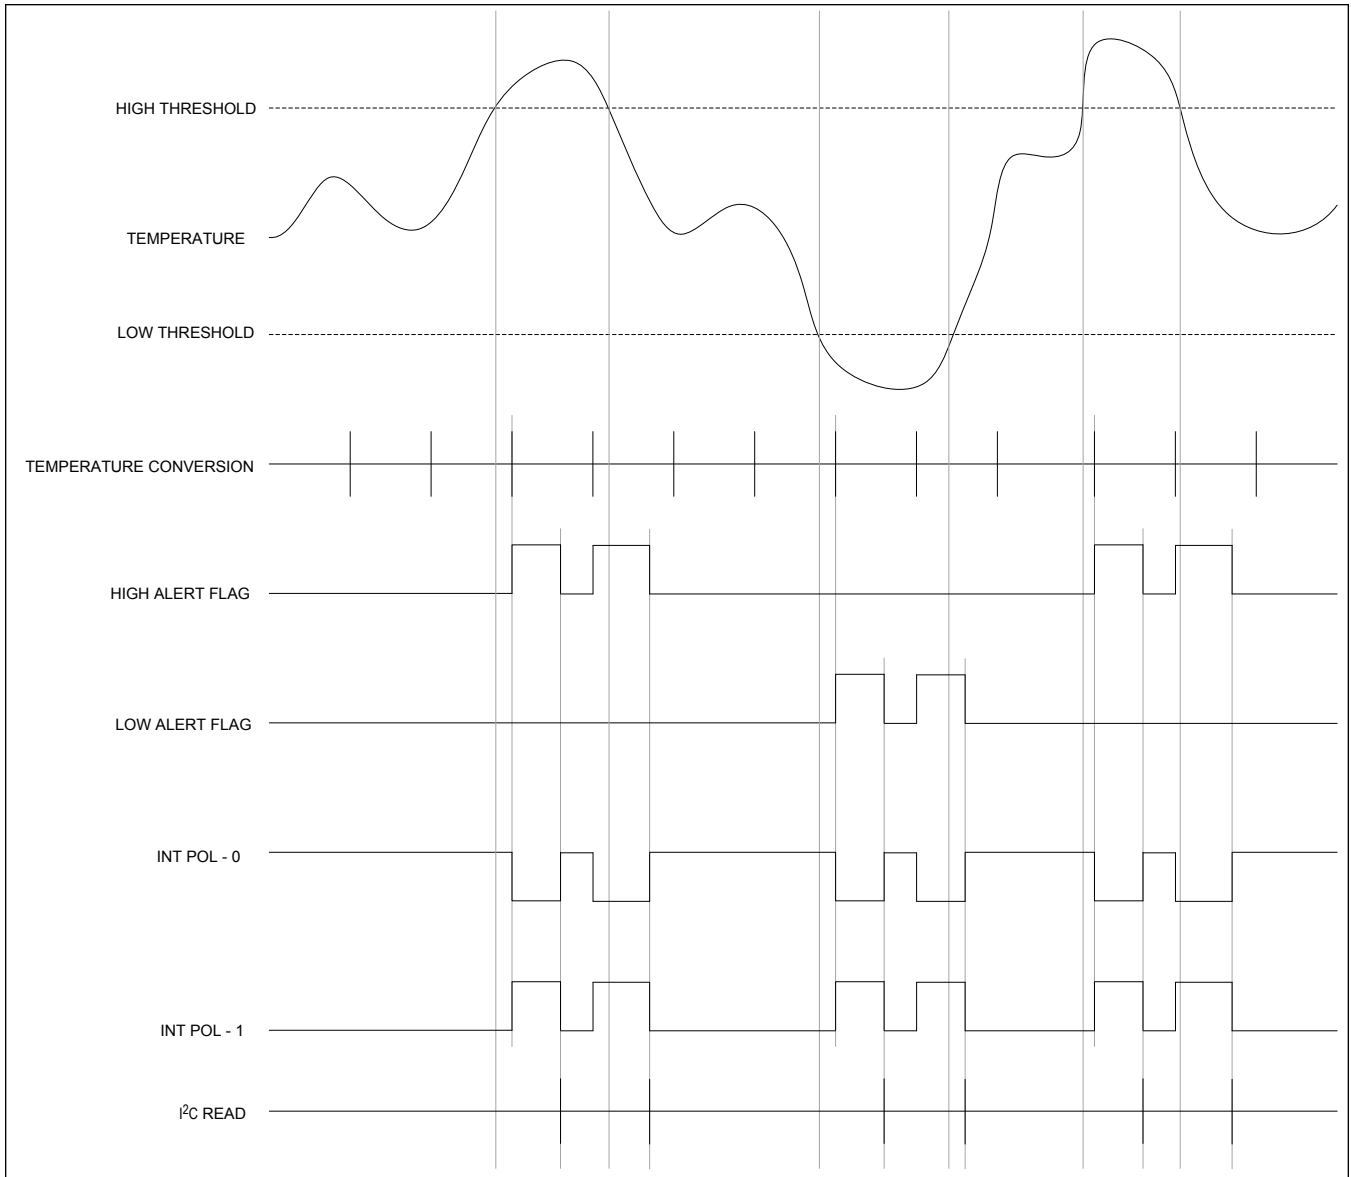 HIGH THRESHOLD
TEMPERATURE
LOW THRESHOLD
TEMPERATURE CONVERSION
HIGH ALERT FLAG
LOW ALERT FLAG
INT POL - 0
INT POL - 1
I²C READ